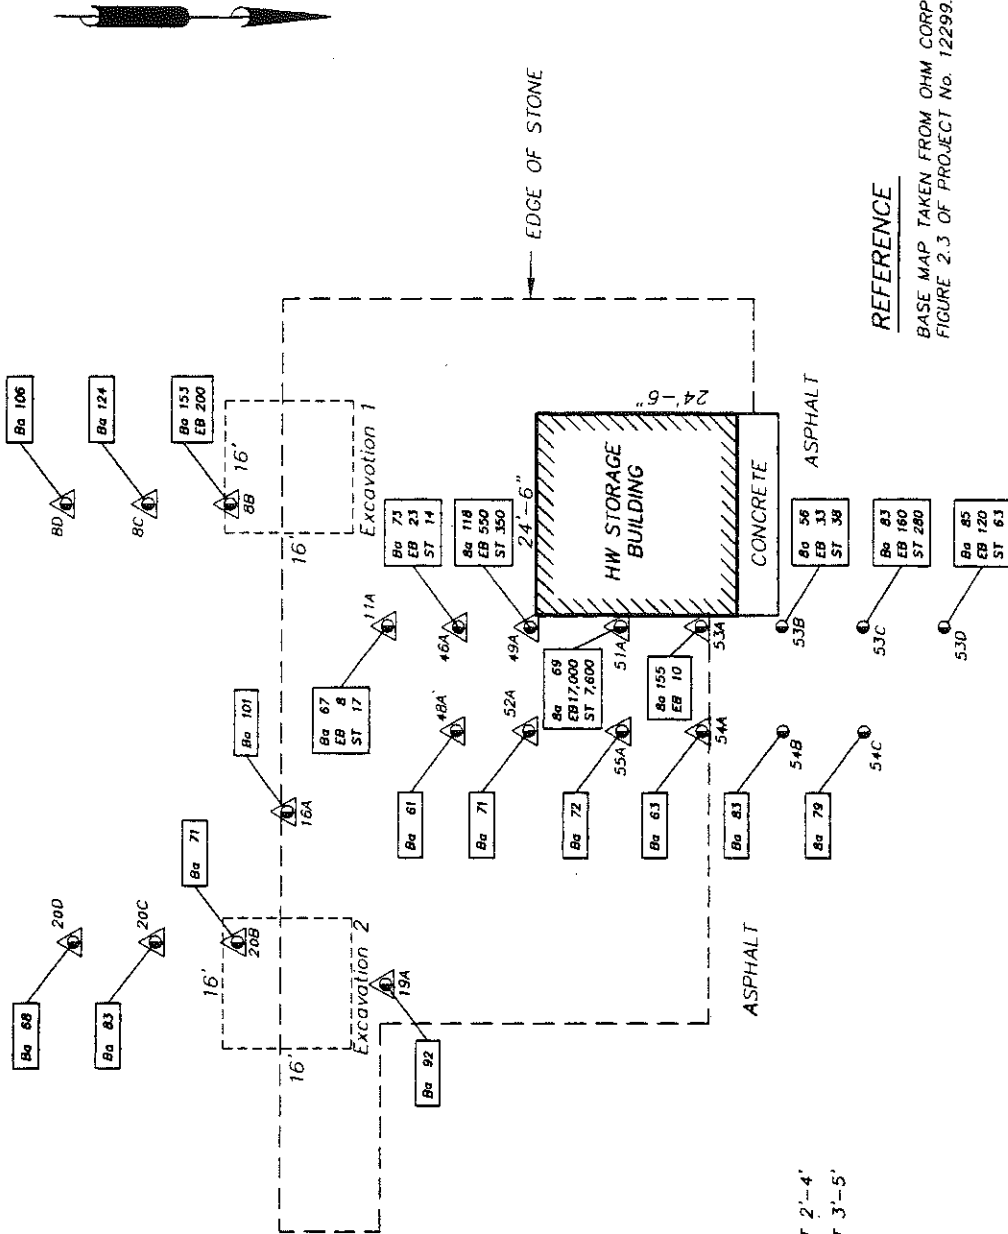 Ba 106
8D
Ba 124
8C
Ba 153
EB 200
8B
16'
16
Excavation 1
EDGE OF STONE
20D
Ba 68
20C
Ba 83
Ba 71
20B
16'
16'
Excavation 2
19A
Ba 92
Ba 101
16A
11A
Ba 67
EB 8
ST 17
Ba 73
EB 23
ST 14
46A
Ba 118
EB 550
ST 350
49A
24'-6"
24'-6"
HW STORAGE
BUILDING
CONCRETE
ASPHALT
48A
Ba 61
52A
Ba 71
Ba 69
EB 17,000
ST 7,600
51A
55A
Ba 72
Ba 155
EB 10
53A
54A
Ba 63
Ba 56
EB 33
ST 38
53B
54B
Ba 83
Ba 83
EB 160
ST 280
53C
54C
Ba 79
Ba 85
EB 120
ST 63
53D
ASPHALT
REFERENCE
BASE MAP TAKEN FROM OHM CORP
FIGURE 2.3 OF PROJECT No. 12299.
T 2'-4'
T 3'-5'